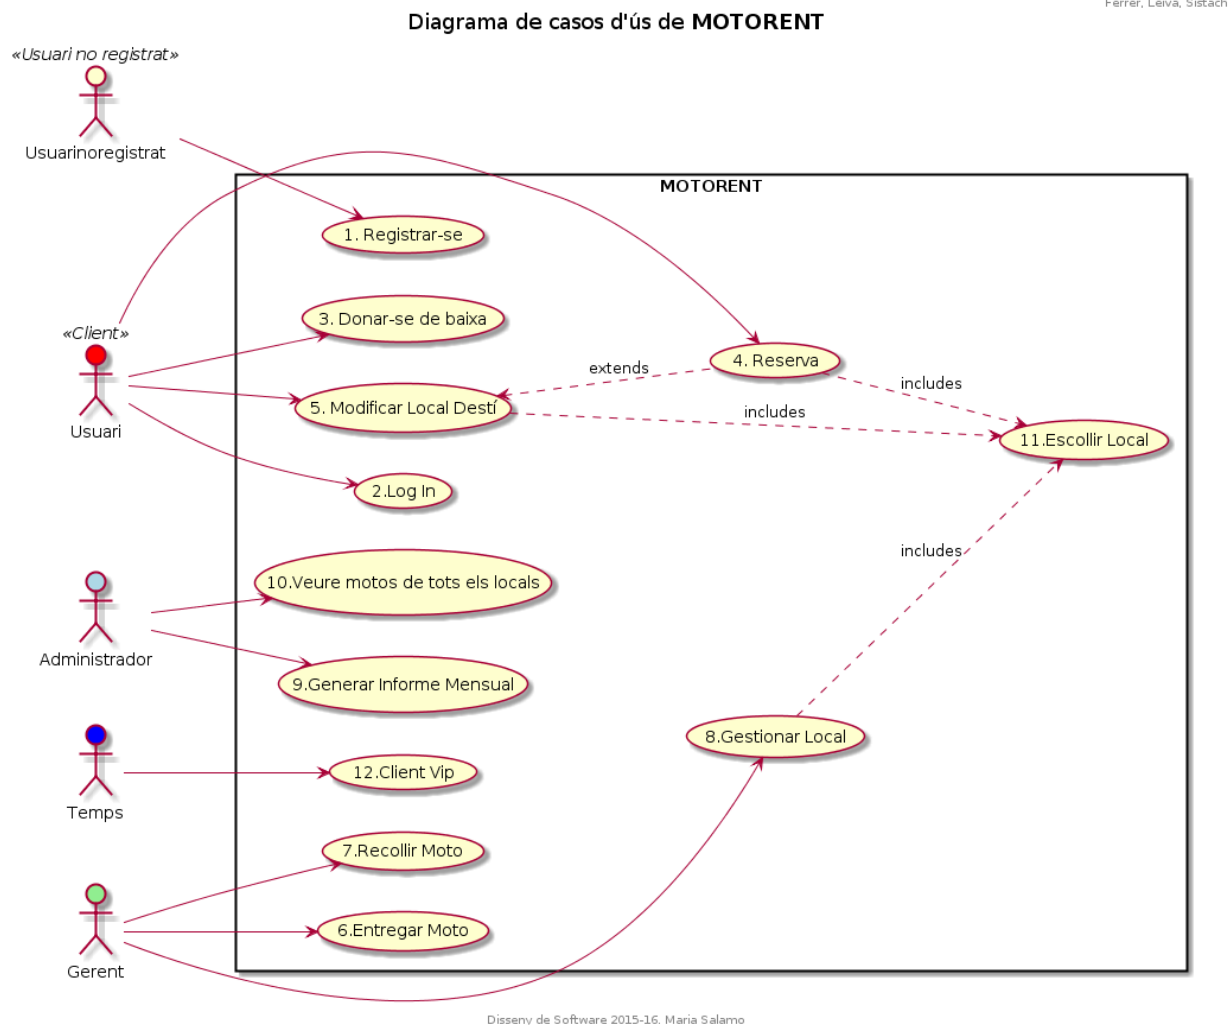 Ferrer, Leiva, Sistach
Diagrama de casos d'ús de MOTORENT
«Usuari no registrat»
Usuarinoregistrat
MOTORENT
1. Registrar-se
3. Donar-se de baixa
«Client»
Usuari
4. Reserva
extends
includes
5. Modificar Local Destí
includes
11.Escollir Local
2.Log In
includes
10.Veure motos de tots els locals
Administrador
9.Generar Informe Mensual
8.Gestionar Local
12.Client Vip
Temps
7.Recollir Moto
6.Entregar Moto
Gerent
Disseny de Software 2015-16. Maria Salamo